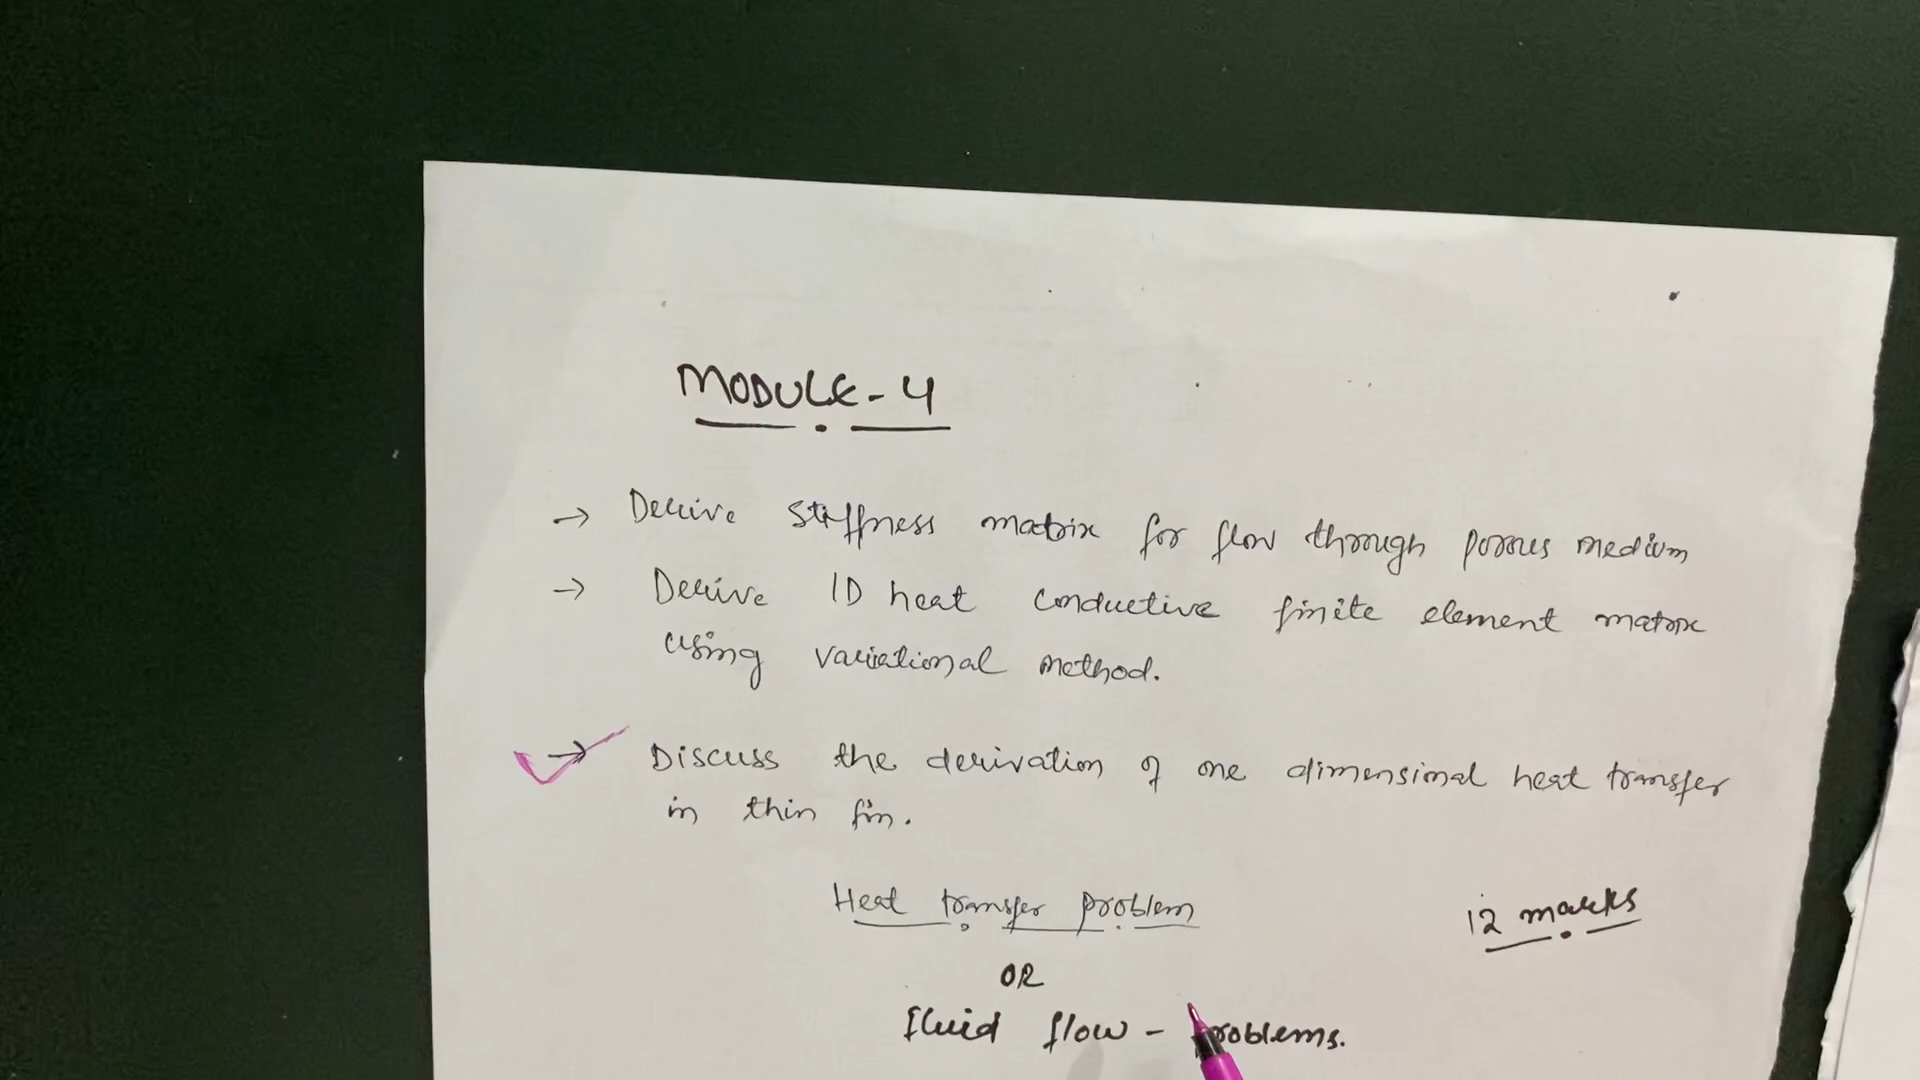 MODULE-4
→ Derive stiffness matrix for flow through porous medium
→ Derive 1D heat conductive finite element matrix
using variational method.
→ Discuss the derivation of one dimensional heat transfer
in thin fin.
Heat transfer problem
12 marks
OR
fluid flow - problems.